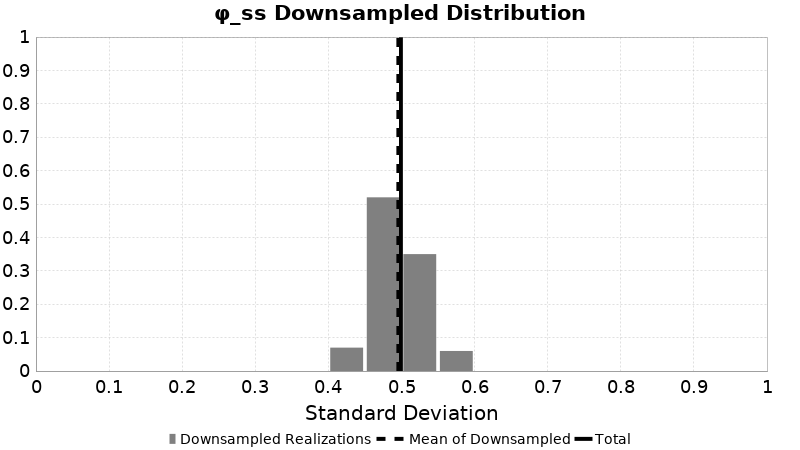 φ_ss Downsampled Distribution
1
0.9
0.8
0.7
0.6
0.5
0.4
0.3
0.2
0.1
0
0 0.1 0.2 0.3 0.4 0.5 0.6 0.7 0.8 0.9 1
Standard Deviation
Downsampled Realizations Mean of Downsampled Total